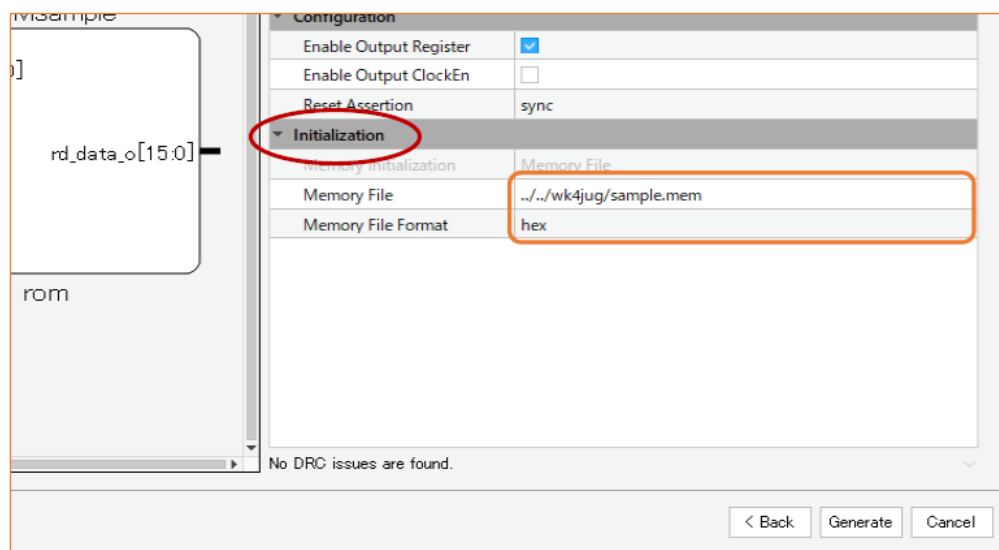 Configuration
Enable Output Register
Enable Output ClockEn
Reset Assertion sync
Initialization
Memory Initialization Memory File
Memory File ../../wk4jug/sample.mem
Memory File Format hex
rd_data_o[15:0]
rom
No DRC issues are found.
< Back Generate Cancel